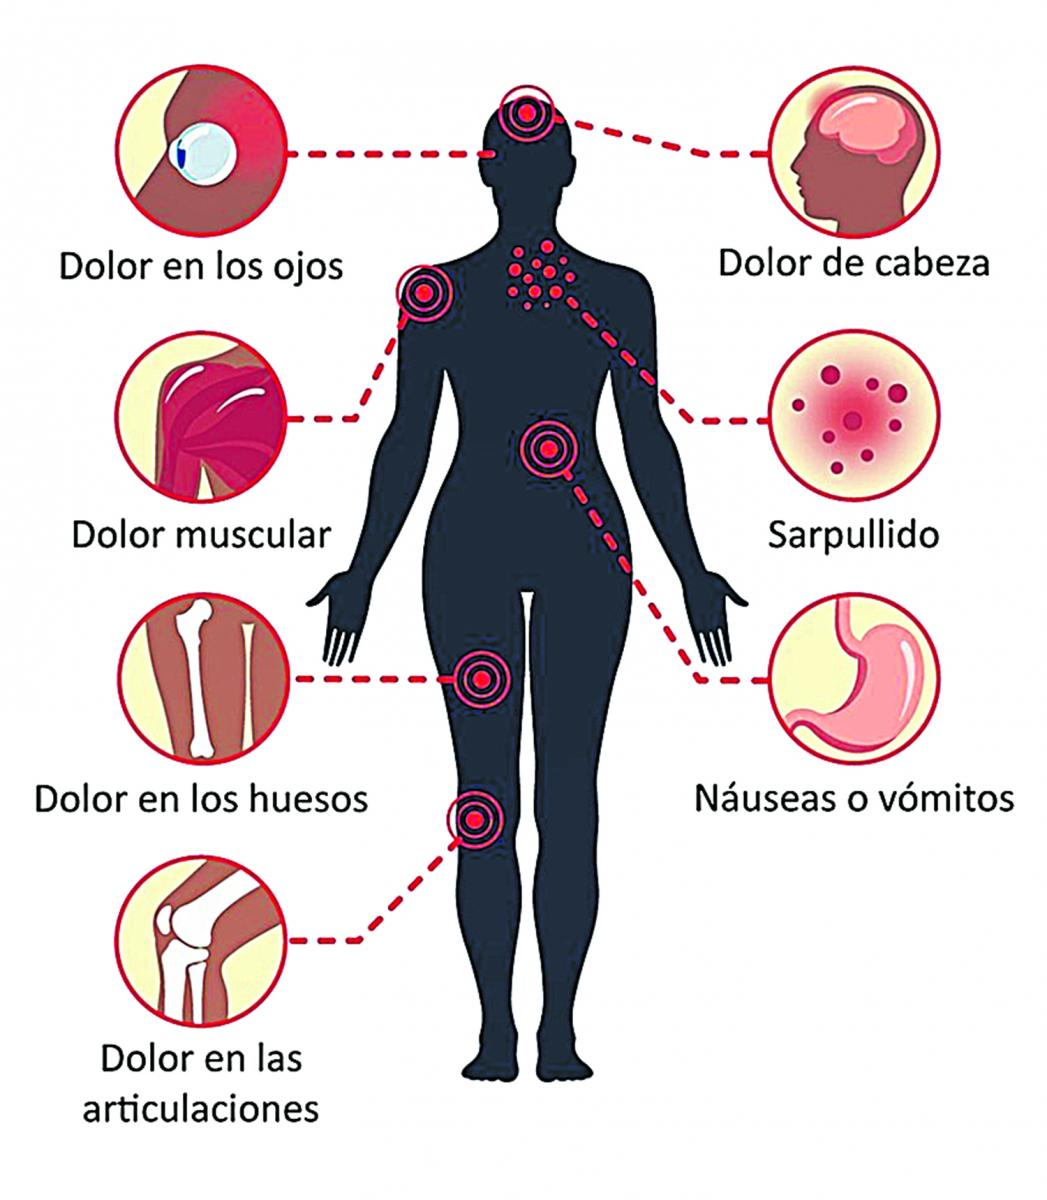 Dolor en los ojos
Dolor de cabeza
Dolor muscular
Sarpullido
Dolor en los huesos
Náuseas o vómitos
Dolor en las
articulaciones